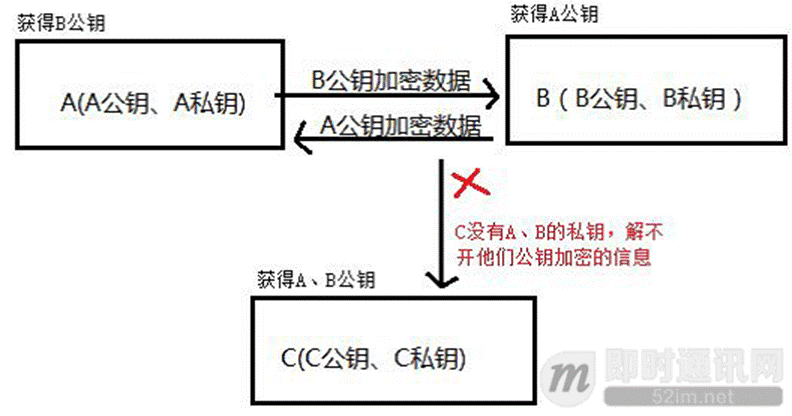 获得B公钥
获得A公钥
A(A公钥、A私钥)
B公钥加密数据
B（B公钥、B私钥）
A公钥加密数据
C没有A、B的私钥，解不
开他们公钥加密的信息
获得A、B公钥
C(C公钥、C私钥)
m 即时通讯网
52im.net